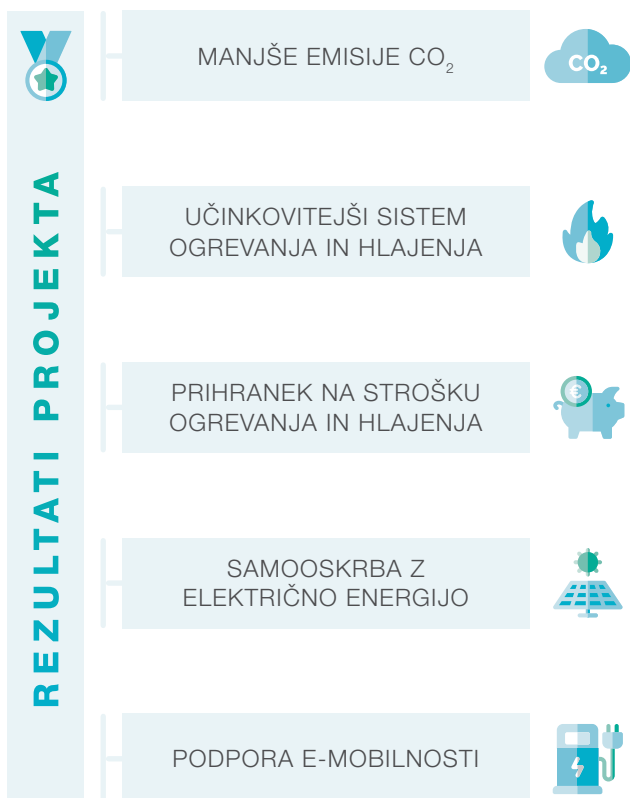 REZULTATI PROJEKTA
MANJŠE EMISIJE CO₂
CO₂
UČINKOVITEJŠI SISTEM
OGREVANJA IN HLAJENJA
PRIHRANEK NA STROŠKU
OGREVANJA IN HLAJENJA
€
SAMOOSKRBA Z
ELEKTRIČNO ENERGIJO
PODPORA E-MOBILNOSTI